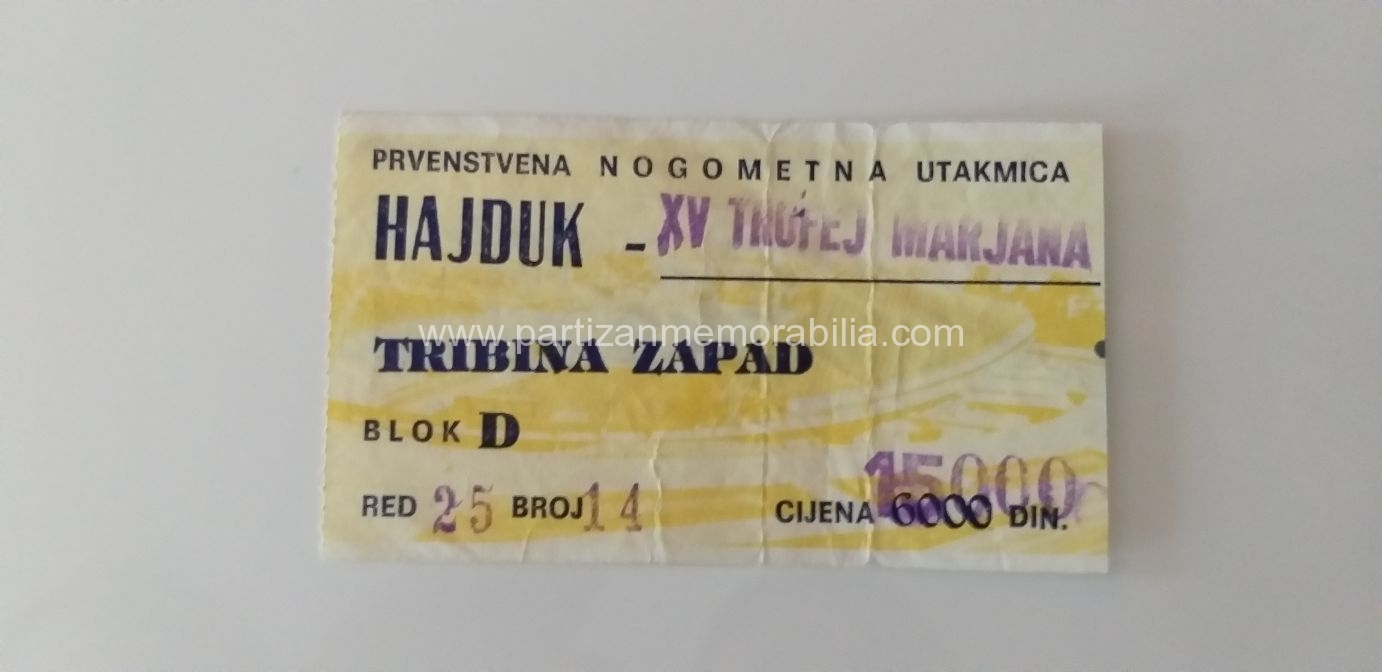 PRVENSTVENA NOGOMETNA UTAKMICA
HAJDUK - XV TROFEJ MARJANA
www.partizanmemorabilia.com
TRIBINA ZAPAD
BLOK D
RED 25 BROJ 14
15000
CIJENA 6000 DIN.